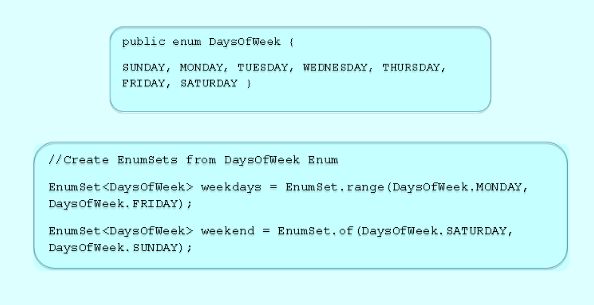 public enum DaysOfWeek {
SUNDAY, MONDAY, TUESDAY, WEDNESDAY, THURSDAY,
FRIDAY, SATURDAY }
//Create EnumSets from DaysOfWeek Enum
EnumSet<DaysOfWeek> weekdays = EnumSet.range(DaysOfWeek.MONDAY,
DaysOfWeek.FRIDAY);
EnumSet<DaysOfWeek> weekend = EnumSet.of(DaysOfWeek.SATURDAY,
DaysOfWeek.SUNDAY);